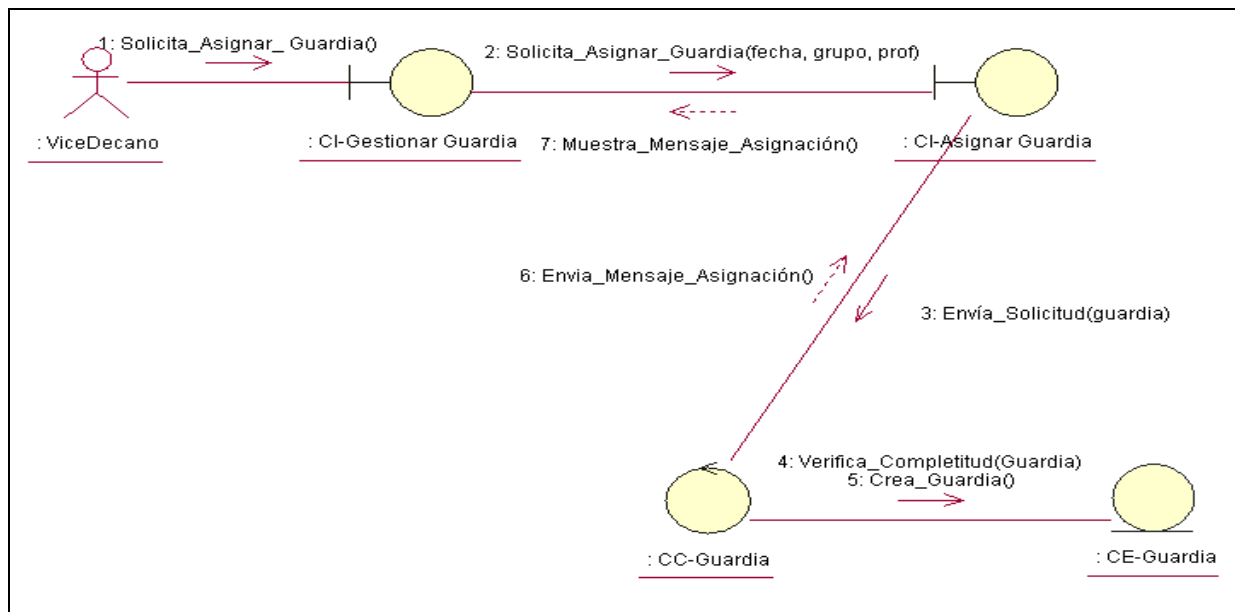 1: Solicita_Asignar_ Guardia()
2: Solicita_Asignar_Guardia(fecha, grupo, prof)
: ViceDecano
: CI-Gestionar Guardia
7: Muestra_Mensaje_Asignación()
: CI-Asignar Guardia
6: Envia_Mensaje_Asignación()
3: Envía_Solicitud(guardia)
4: Verifica_Completitud(Guardia)
5: Crea_Guardia()
: CC-Guardia
: CE-Guardia